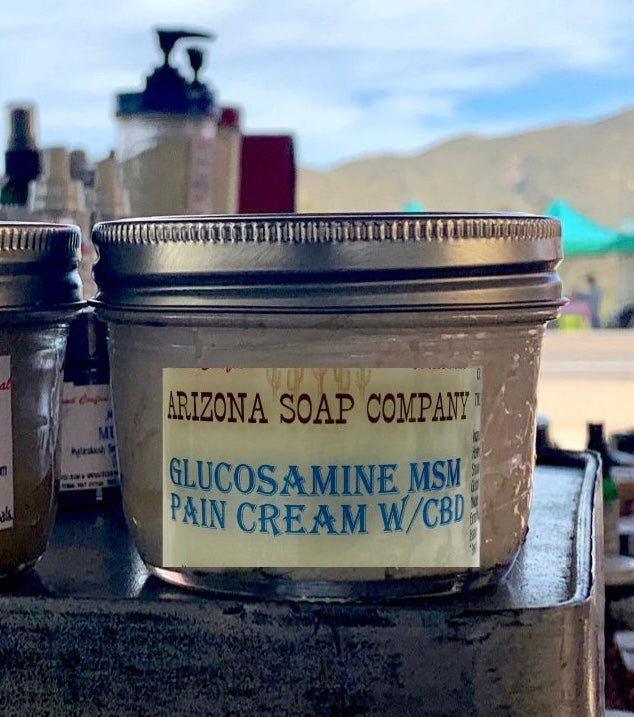 ARIZONA SOAP COMPANY
GLUCOSAMINE MSM
PAIN CREAM W/CBD